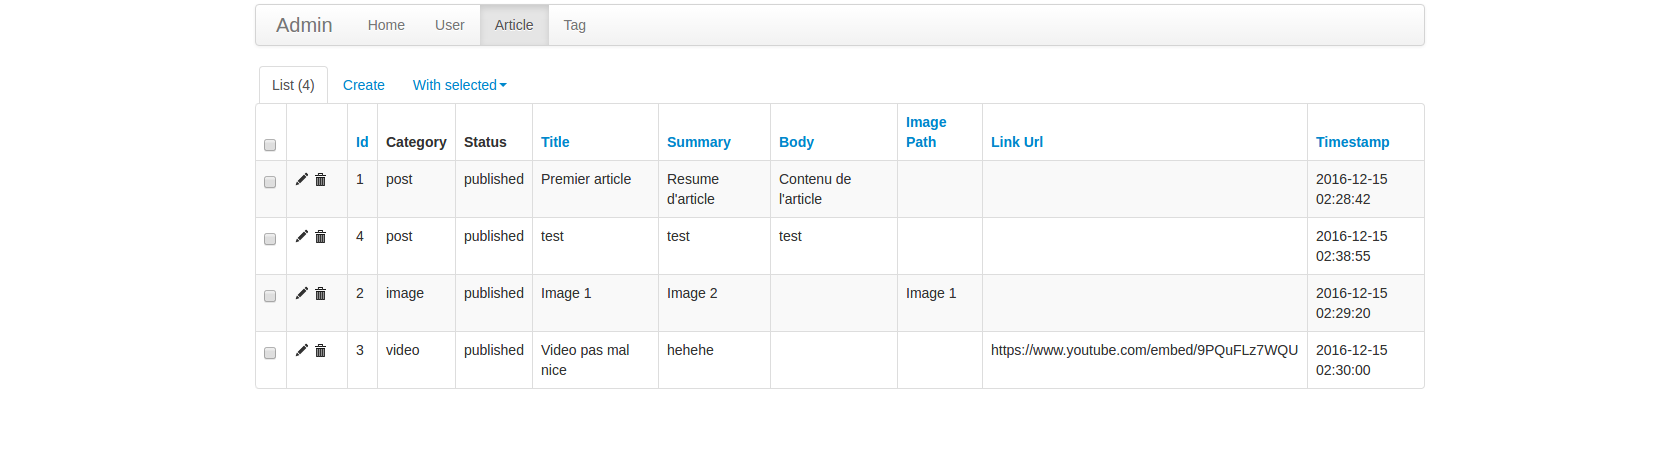 Admin Home User Article Tag
List (4) Create With selected
Id Category Status Title Summary Body Image Path Link Url Timestamp
1 post published Premier article Resume d'article Contenu de l'article 2016-12-15 02:28:42
4 post published test test test 2016-12-15 02:38:55
2 image published Image 1 Image 2 Image 1 2016-12-15 02:29:20
3 video published Video pas mal nice hehehe https://www.youtube.com/embed/9PQuFLz7WQU 2016-12-15 02:30:00